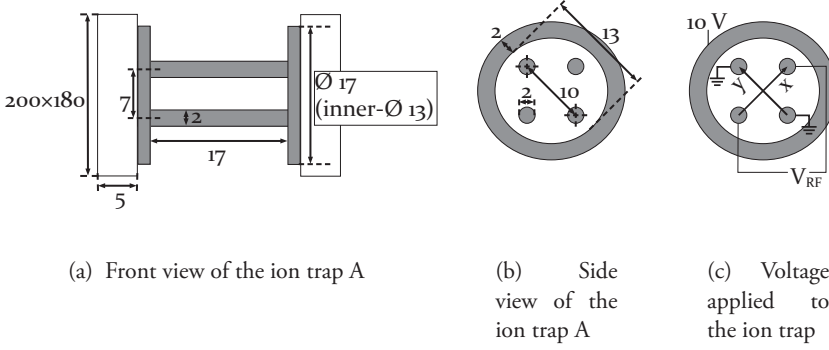 200×180
7
2
17
5
Ø 17
(inner-Ø 13)
2
13
10
2
10 V
y
x
V_RF
(a) Front view of the ion trap A
(b) Side
view of the
ion trap A
(c) Voltage
applied to
the ion trap